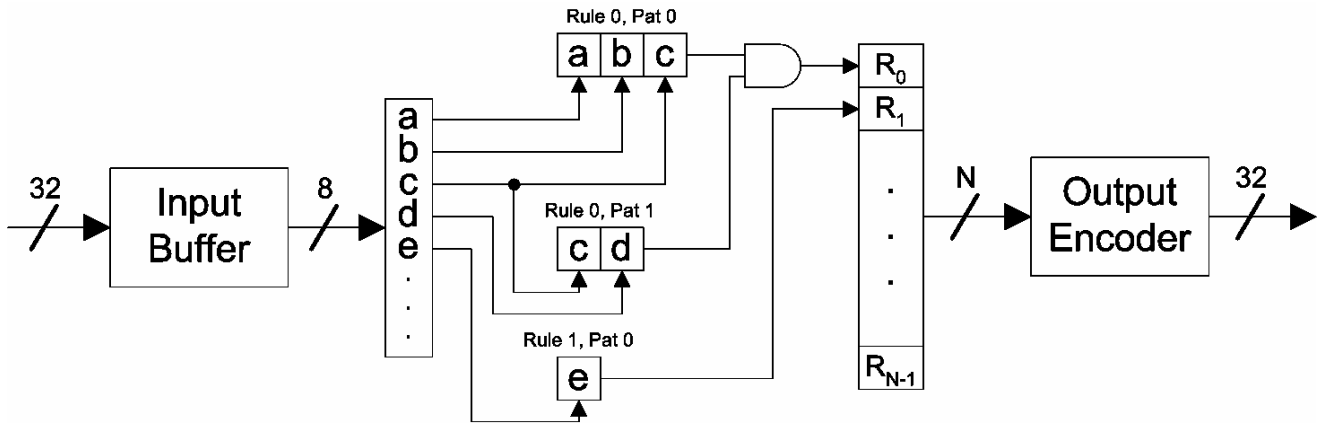 Rule 0, Pat 0
a b c
R0
R1
a
b
c
d
e
.
.
.
32
Input
Buffer
8
Rule 0, Pat 1
c d
Rule 1, Pat 0
e
.
.
.
RN-1
N
Output
Encoder
32